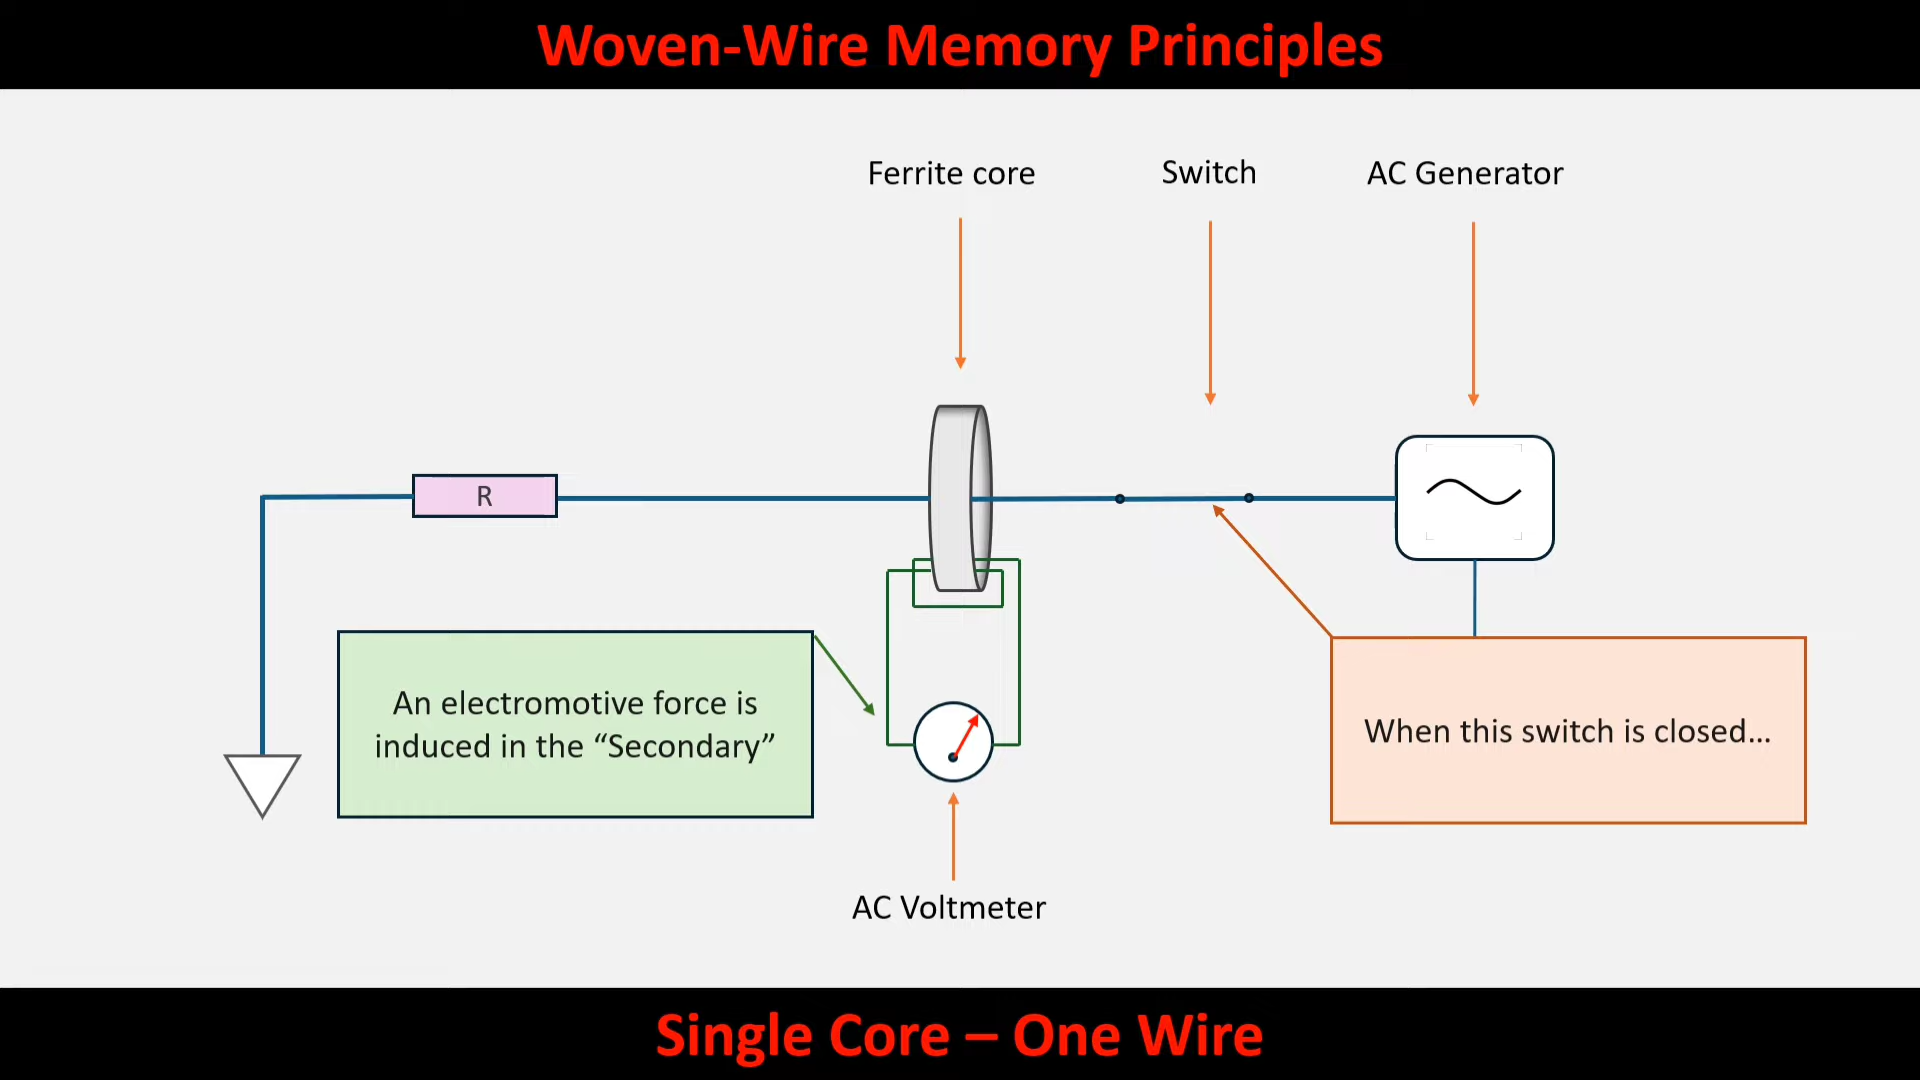 Woven-Wire Memory Principles
Ferrite core
Switch
AC Generator
R
An electromotive force is
induced in the “Secondary”
When this switch is closed...
AC Voltmeter
Single Core – One Wire